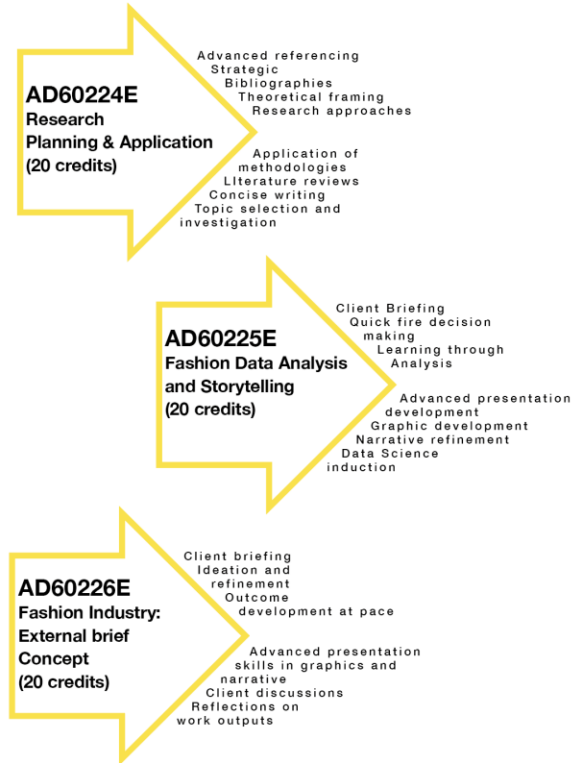 AD60224E
Research
Planning & Application
(20 credits)
Advanced referencing
Strategic
Bibliographies
Theoretical framing
Research approaches
Application of
methodologies
LIterature reviews
Concise writing
Topic selection and
investigation
AD60225E
Fashion Data Analysis
and Storytelling
(20 credits)
Client Briefing
Quick fire decision
making
Learning through
Analysis
Advanced presentation
development
Graphic development
Narrative refinement
Data Science
induction
AD60226E
Fashion Industry:
External brief
Concept
(20 credits)
Client briefing
Ideation and
refinement
Outcome
development at pace
Advanced presentation
skills in graphics and
narrative
Client discussions
Reflections on
work outputs